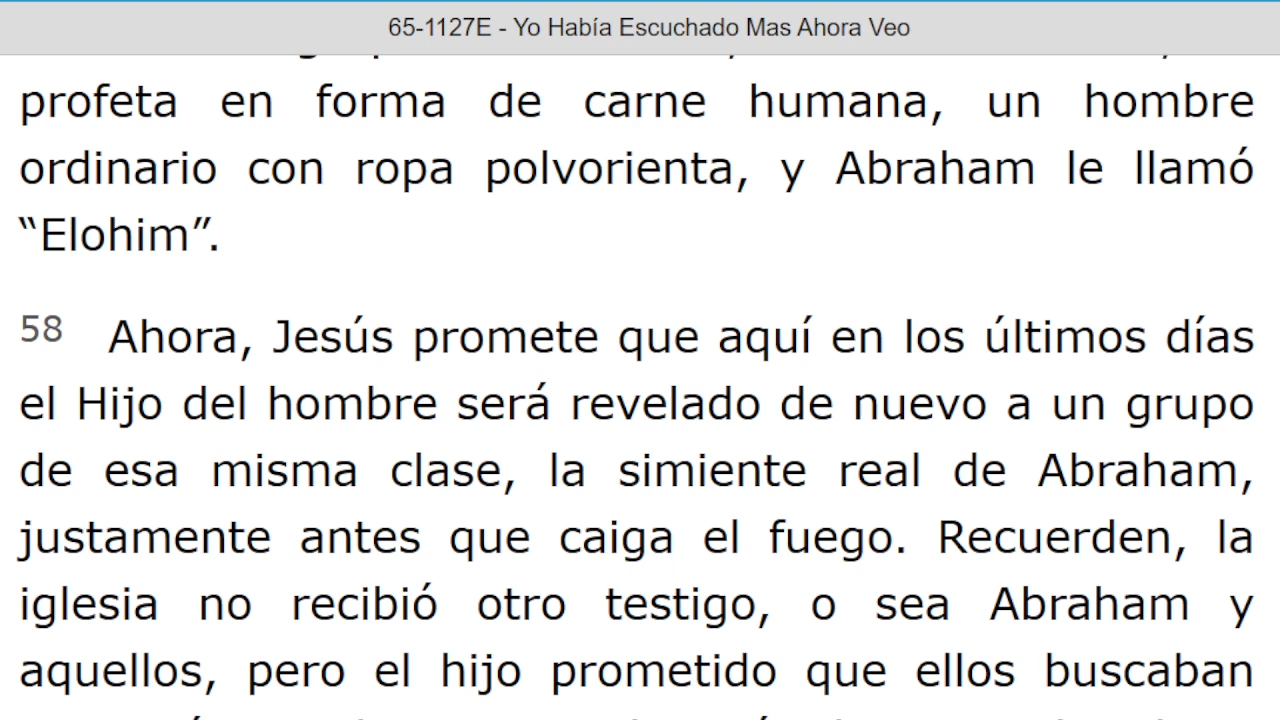 65-1127E - Yo Había Escuchado Mas Ahora Veo
profeta en forma de carne humana, un hombre
ordinario con ropa polvorienta, y Abraham le llamó
“Elohim”.
58 Ahora, Jesús promete que aquí en los últimos días
el Hijo del hombre será revelado de nuevo a un grupo
de esa misma clase, la simiente real de Abraham,
justamente antes que caiga el fuego. Recuerden, la
iglesia no recibió otro testigo, o sea Abraham y
aquellos, pero el hijo prometido que ellos buscaban